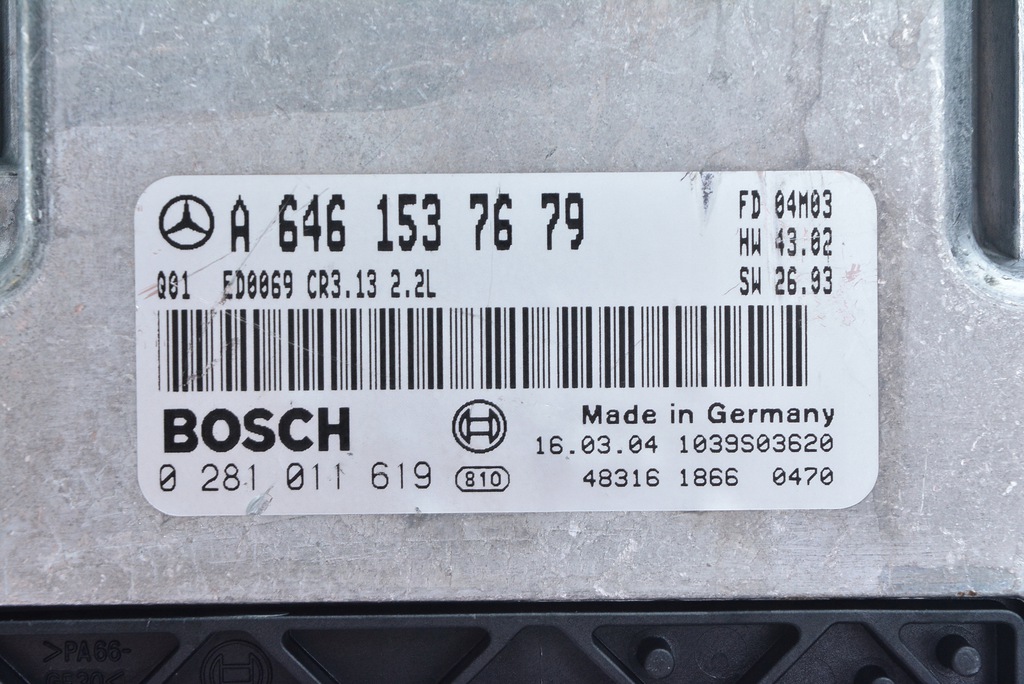 A 646 153 76 79
FD 04M03
HW 43.02
SW 26.03
Q01 ED0069 CR3.13 2.2L
BOSCH
Made in Germany
16.03.04 1039S03620
0 281 011 619 810
48316 1866 0470
>PA66-